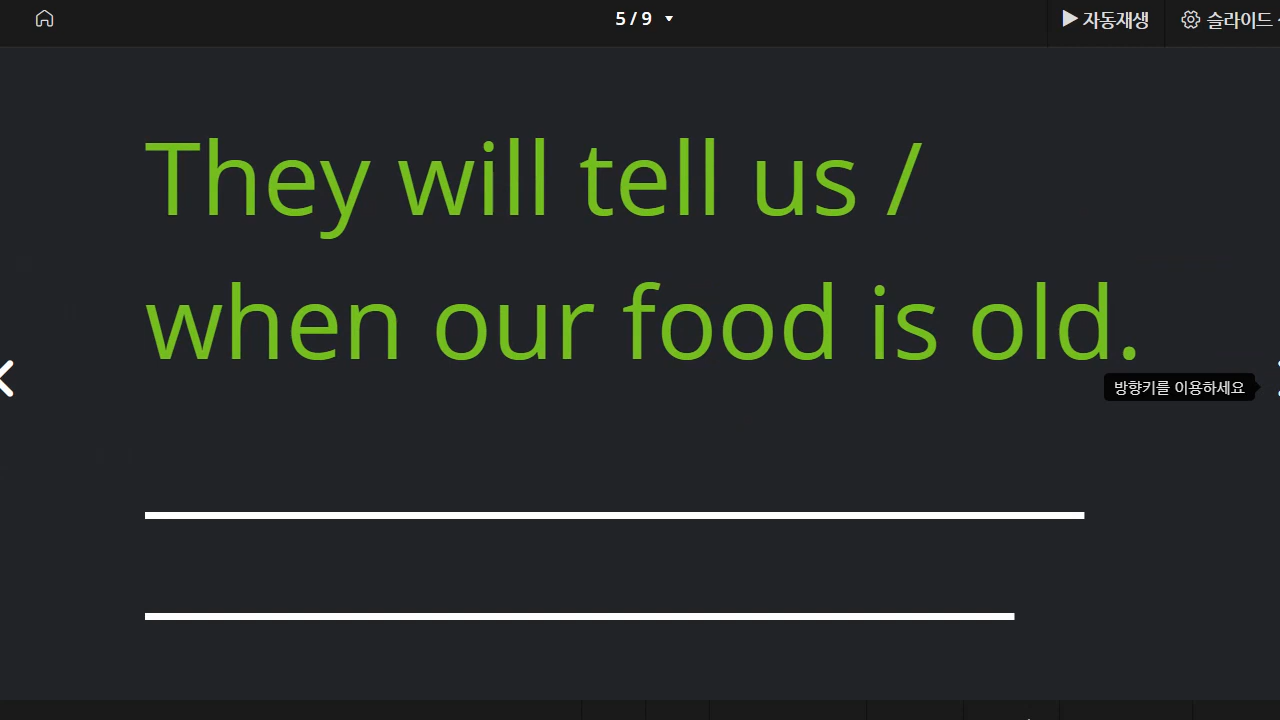 5 / 9
자동재생
슬라이드
They will tell us /
when our food is old.
방향키를 이용하세요